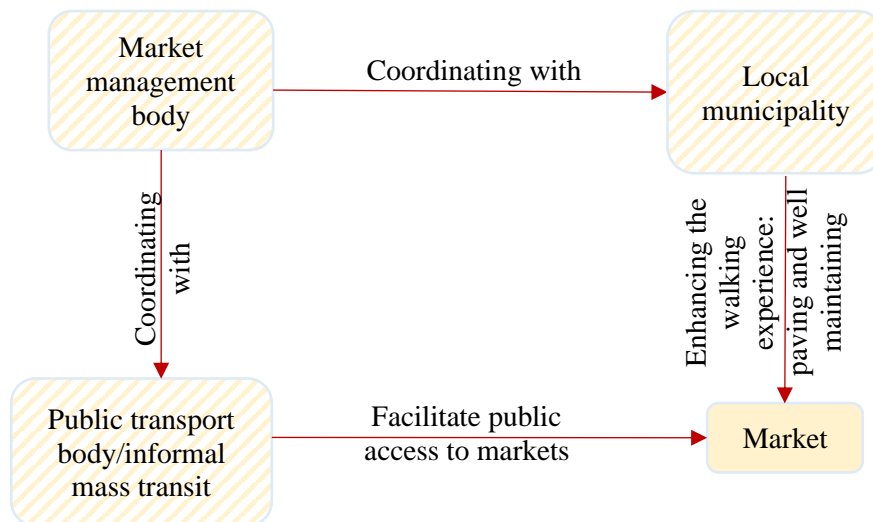 Market
management
body
Coordinating with
Local
municipality
Coordinating
with
Enhancing the
walking
experience:
paving and well
maintaining
Public transport
body/informal
mass transit
Facilitate public
access to markets
Market